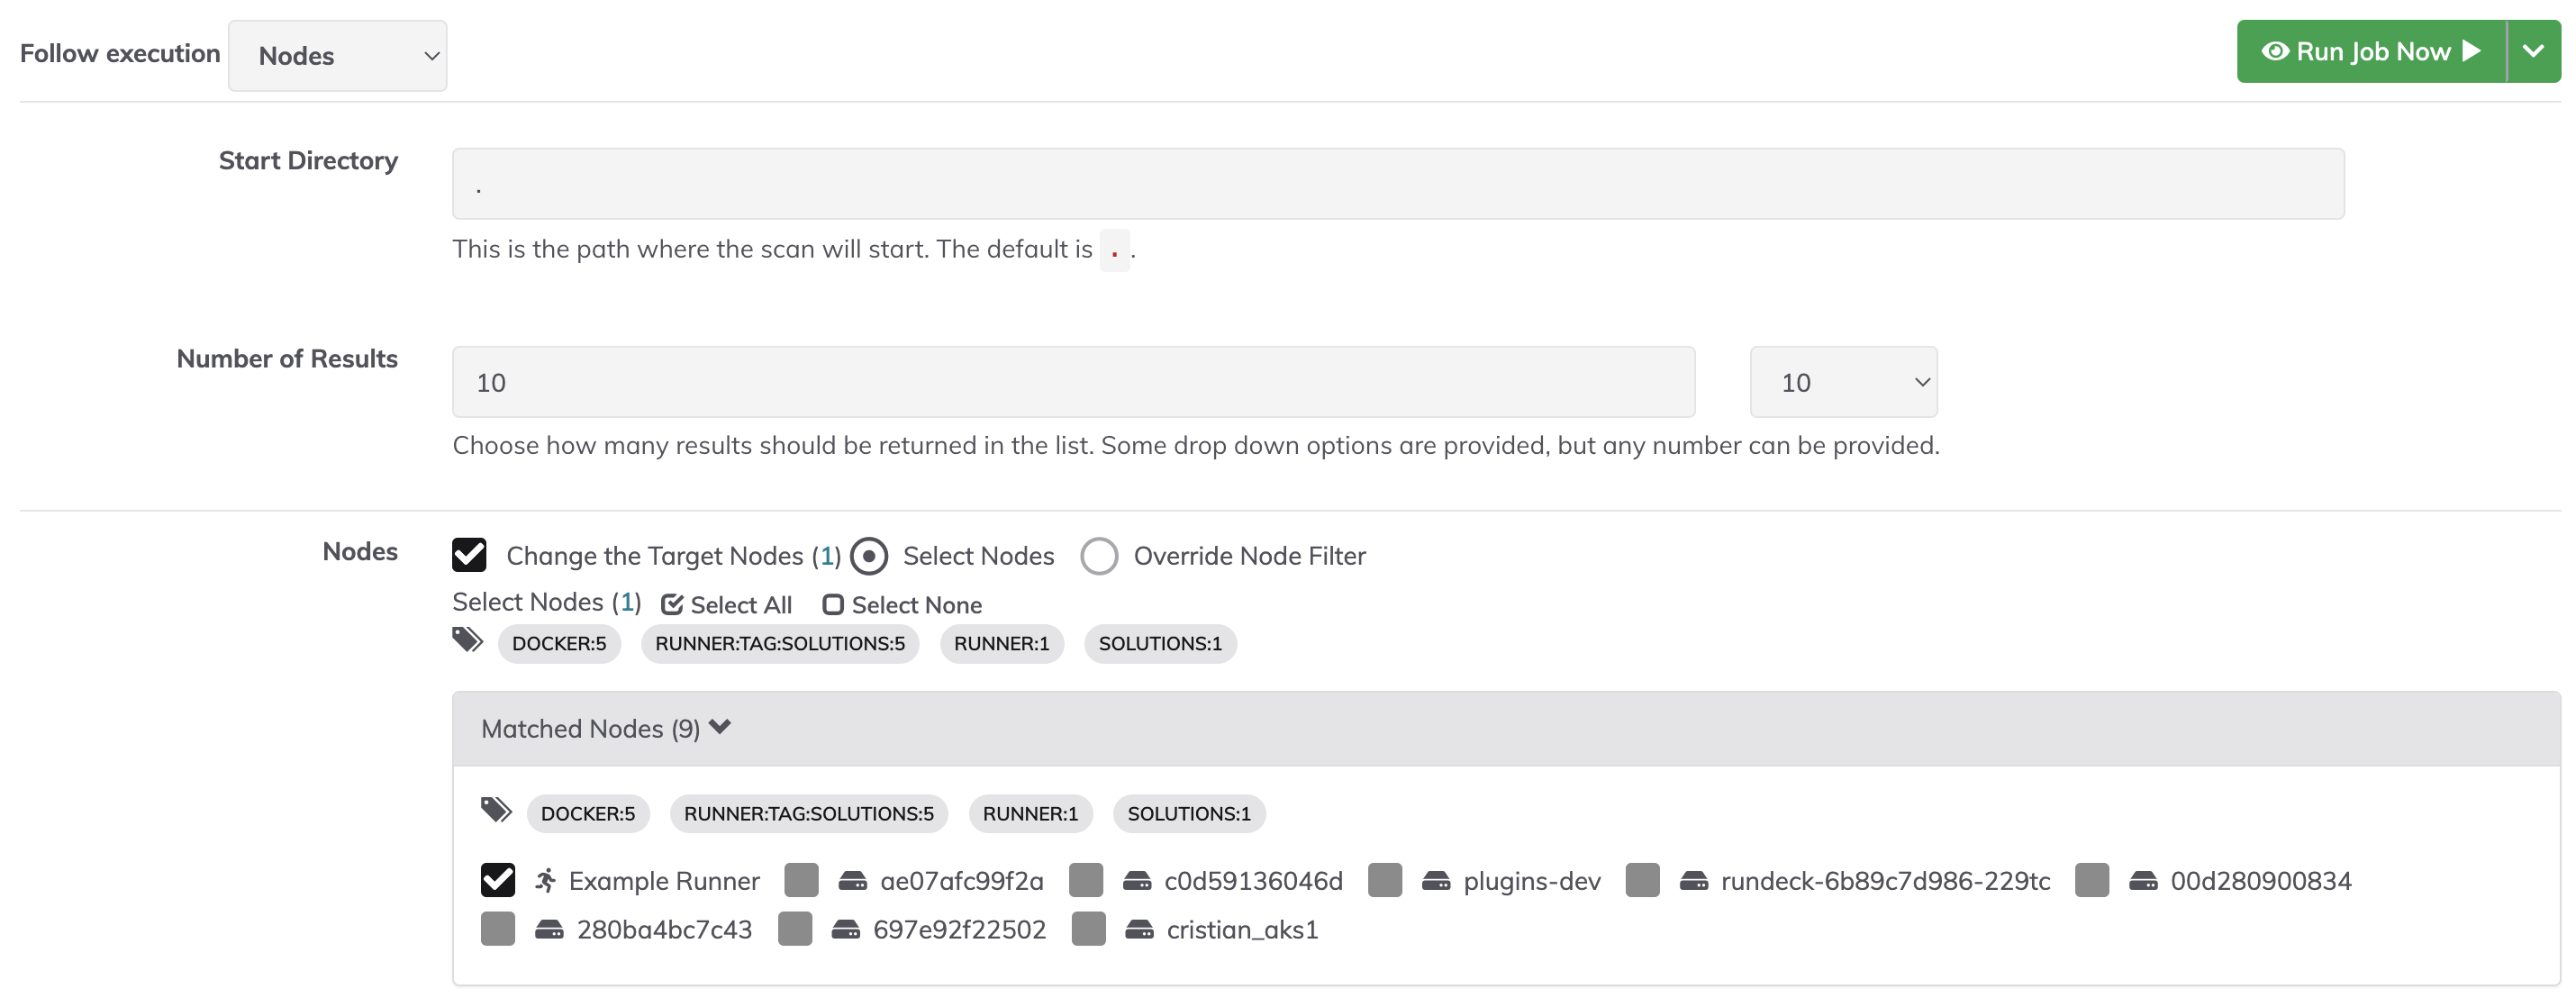 Follow execution Nodes Run Job Now
Start Directory .
This is the path where the scan will start. The default is . .
Number of Results 10 10
Choose how many results should be returned in the list. Some drop down options are provided, but any number can be provided.
Nodes Change the Target Nodes (1) Select Nodes Override Node Filter
Select Nodes (1) Select All Select None
DOCKER:5 RUNNER:TAG:SOLUTIONS:5 RUNNER:1 SOLUTIONS:1
Matched Nodes (9)
DOCKER:5 RUNNER:TAG:SOLUTIONS:5 RUNNER:1 SOLUTIONS:1
Example Runner ae07afc99f2a c0d59136046d plugins-dev rundeck-6b89c7d986-229tc 00d280900834
280ba4bc7c43 697e92f22502 cristian_aks1